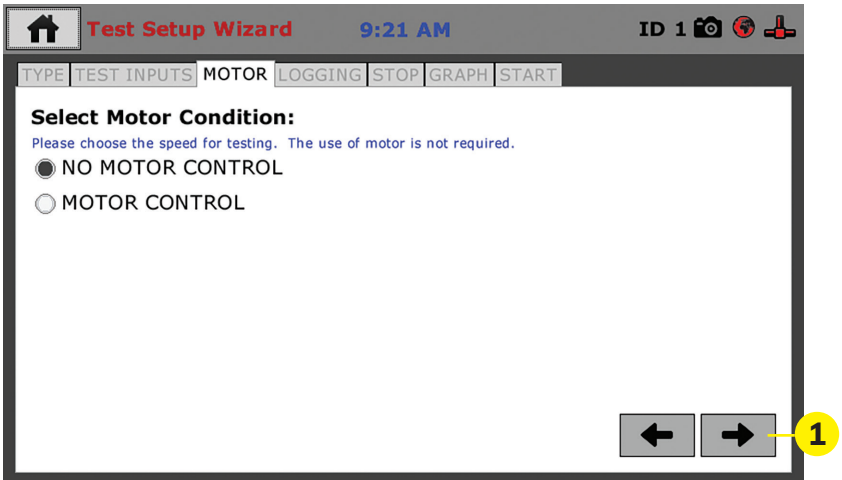 Test Setup Wizard 9:21 AM ID 1
TYPE TEST INPUTS MOTOR LOGGING STOP GRAPH START
Select Motor Condition:
Please choose the speed for testing. The use of motor is not required.
NO MOTOR CONTROL
MOTOR CONTROL
1